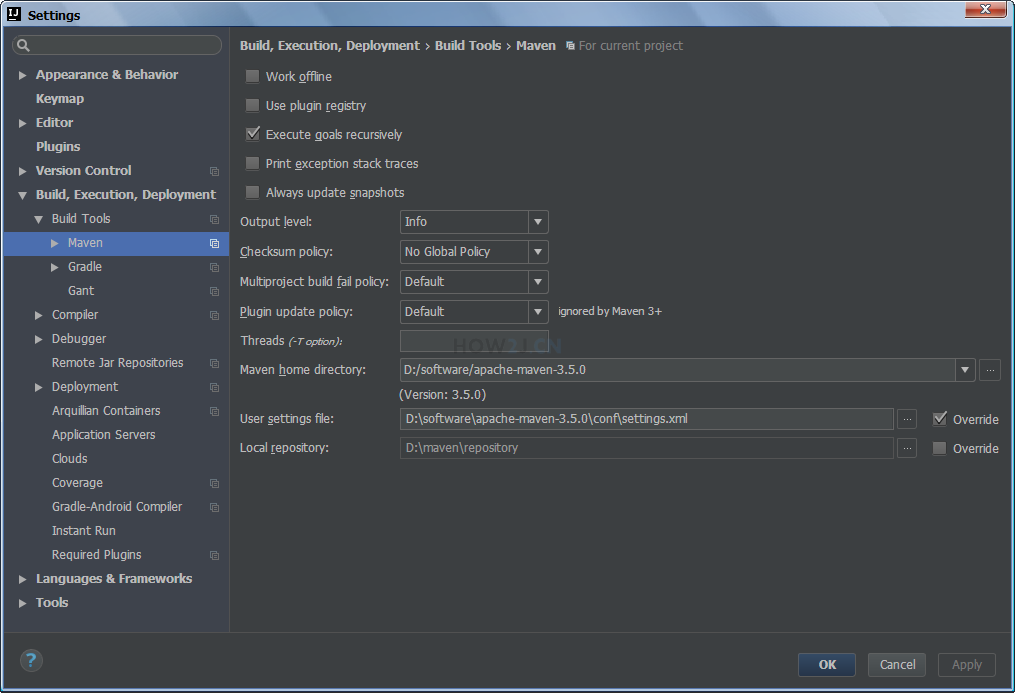 Settings
Build, Execution, Deployment › Build Tools › Maven For current project
Appearance & Behavior
Keymap
Editor
Plugins
Version Control
Build, Execution, Deployment
Build Tools
Maven
Gradle
Gant
Compiler
Debugger
Remote Jar Repositories
Deployment
Arquillian Containers
Application Servers
Clouds
Coverage
Gradle-Android Compiler
Instant Run
Required Plugins
Languages & Frameworks
Tools
Work offline
Use plugin registry
Execute goals recursively
Print exception stack traces
Always update snapshots
Output level: Info
Checksum policy: No Global Policy
Multiproject build fail policy: Default
Plugin update policy: Default ignored by Maven 3+
Threads (-T option):
HOW2J.CN
Maven home directory: D:/software/apache-maven-3.5.0 ...
(Version: 3.5.0)
User settings file: D:\software\apache-maven-3.5.0\conf\settings.xml ... Override
Local repository: D:\maven\repository ... Override
?
OK Cancel Apply